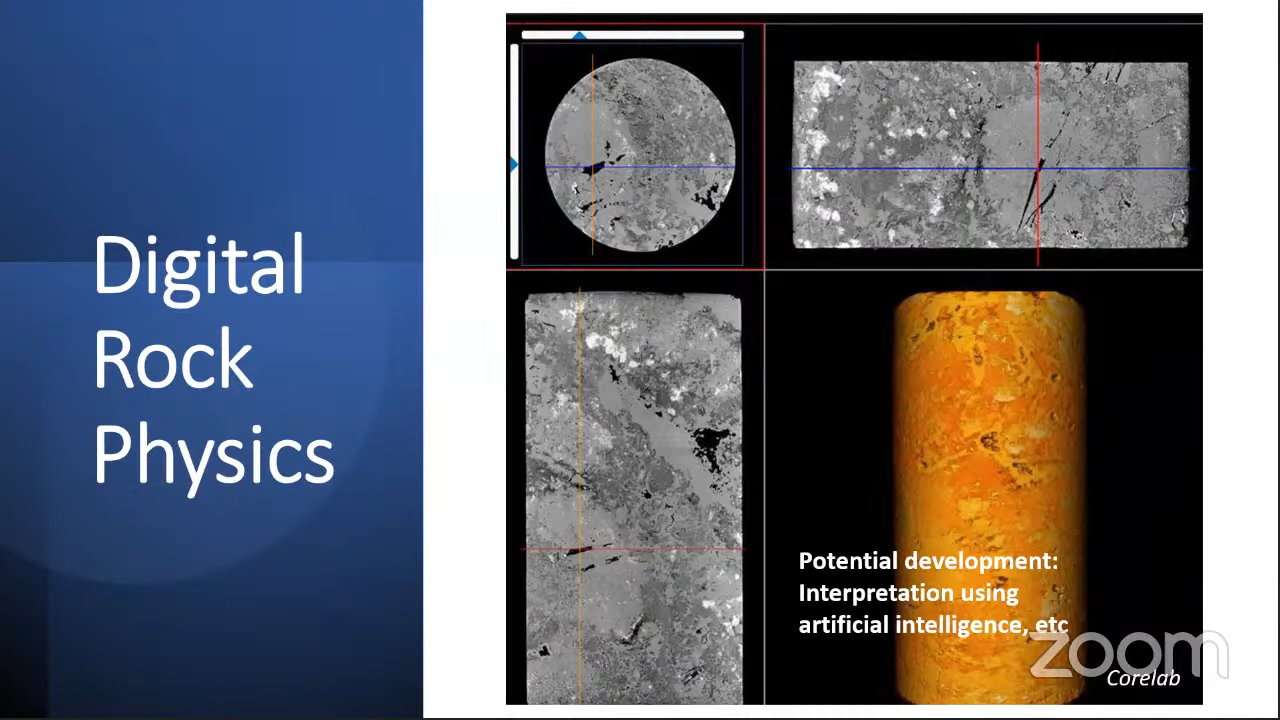 Digital
Rock
Physics
Potential development:
Interpretation using
artificial intelligence, etc
zoom
Corelab